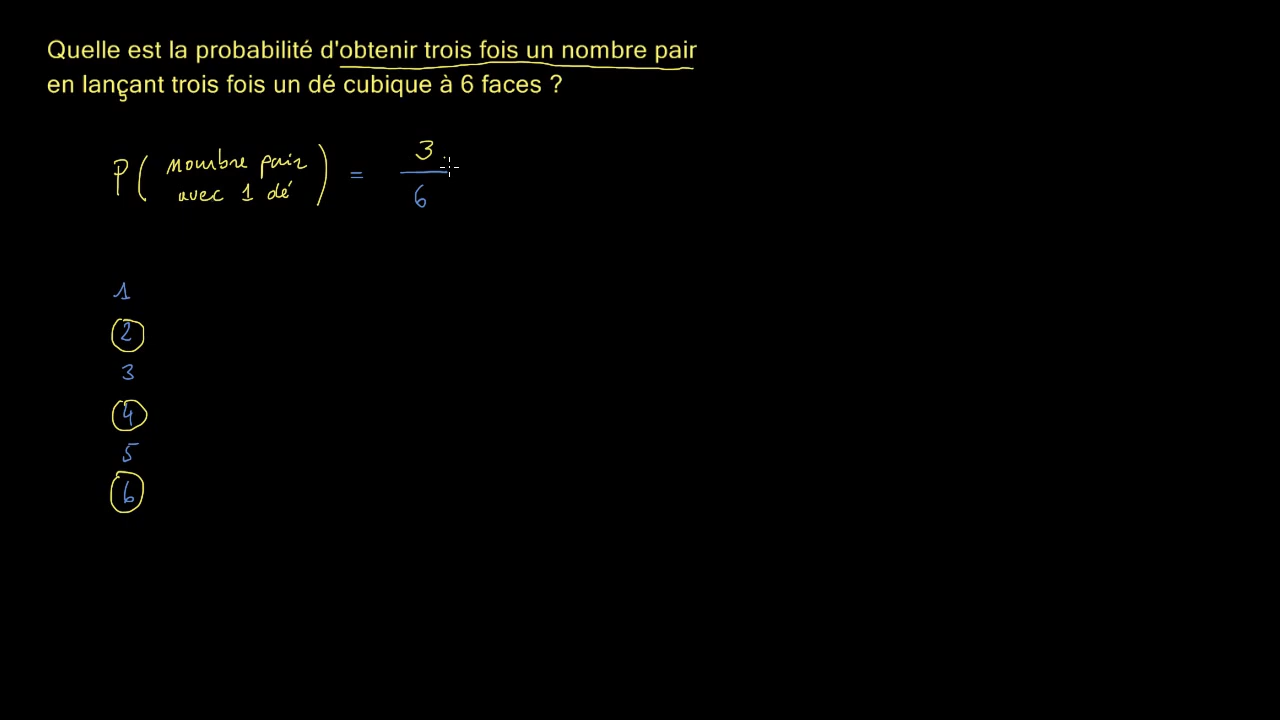 Quelle est la probabilité d'obtenir trois fois un nombre pair
en lançant trois fois un dé cubique à 6 faces ?
P( nombre pair avec 1 dé ) = 3/6
1
2
3
4
5
6